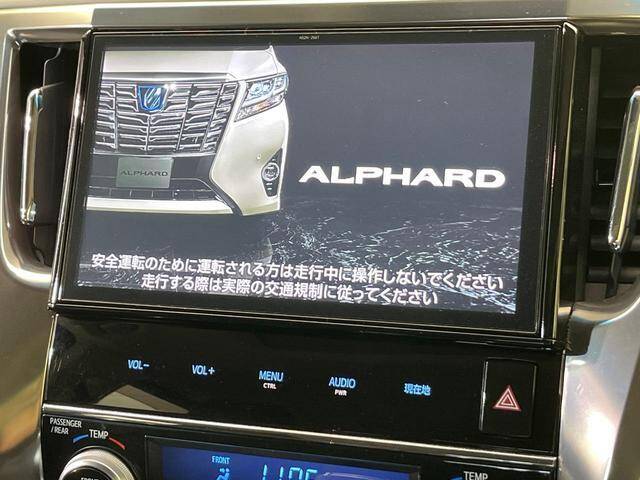 ALPHARD
ALPHARD
安全運転のために運転される方は走行中に操作しないでください
走行する際は実際の交通規制に従ってください
VOL−
VOL+
MENU
CTRL
AUDIO
PWR
現在地
PASSENGER
/REAR
TEMP
FRONT
FRONT
TEMP